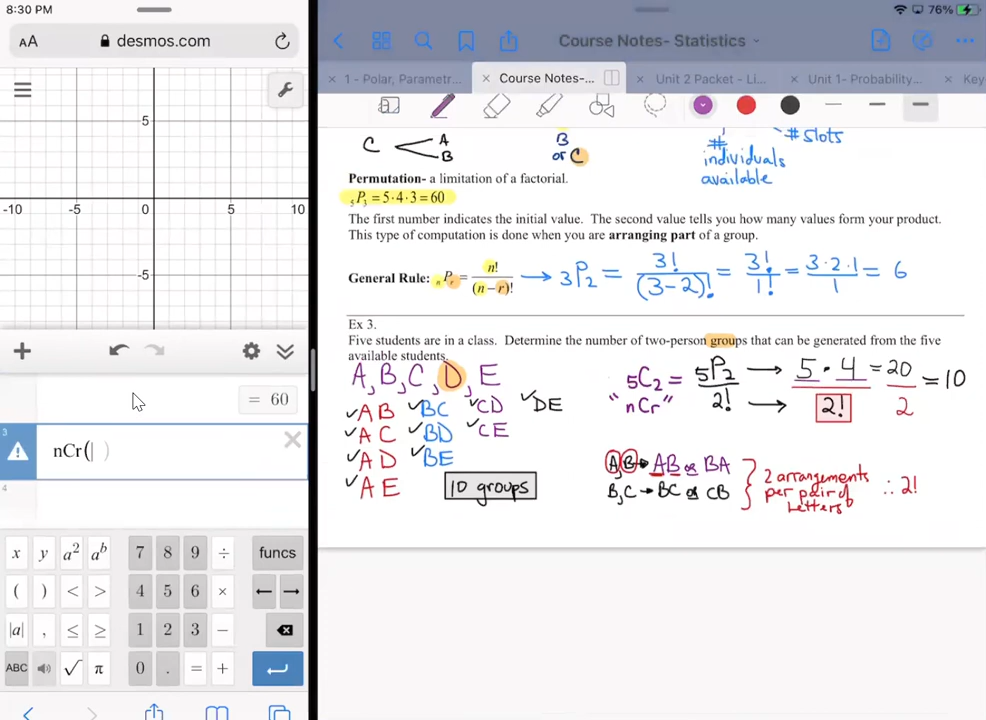 8:30 PM
76%
AA desmos.com
Course Notes- Statistics
1 - Polar, Parametr...
Course Notes-...
Unit 2 Packet - Li...
Unit 1- Probability...
Key
5
-10 -5 0 5 10
-5
= 60
3
nCr( )
4
x y a² aᵇ 7 8 9 ÷ funcs
( ) < > 4 5 6 × ← →
|a| , ≤ ≥ 1 2 3 −
ABC √ π 0 . = +
C A
B
B
or C
#
individuals
available
# slots
Permutation- a limitation of a factorial.
₅P₃ = 5·4·3 = 60
The first number indicates the initial value. The second value tells you how many values form your product.
This type of computation is done when you are arranging part of a group.
General Rule: ₙPᵣ = n!/(n−r)! → 3P2 = 3!/(3-2)! = 3!/1! = 3·2·1/1 = 6
Ex 3.
Five students are in a class. Determine the number of two-person groups that can be generated from the five
available students.
A, B, C, D, E
✓AB ✓BC ✓CD ✓DE
✓AC ✓BD ✓CE
✓AD ✓BE
✓AE
10 groups
5C2 = 5P2/2! → 5 · 4/2! = 20/2 = 10
"nCr"
A,B→ AB or BA
B,C → BC or CB
2 arrangements
per pair of
letters
∴ 2!